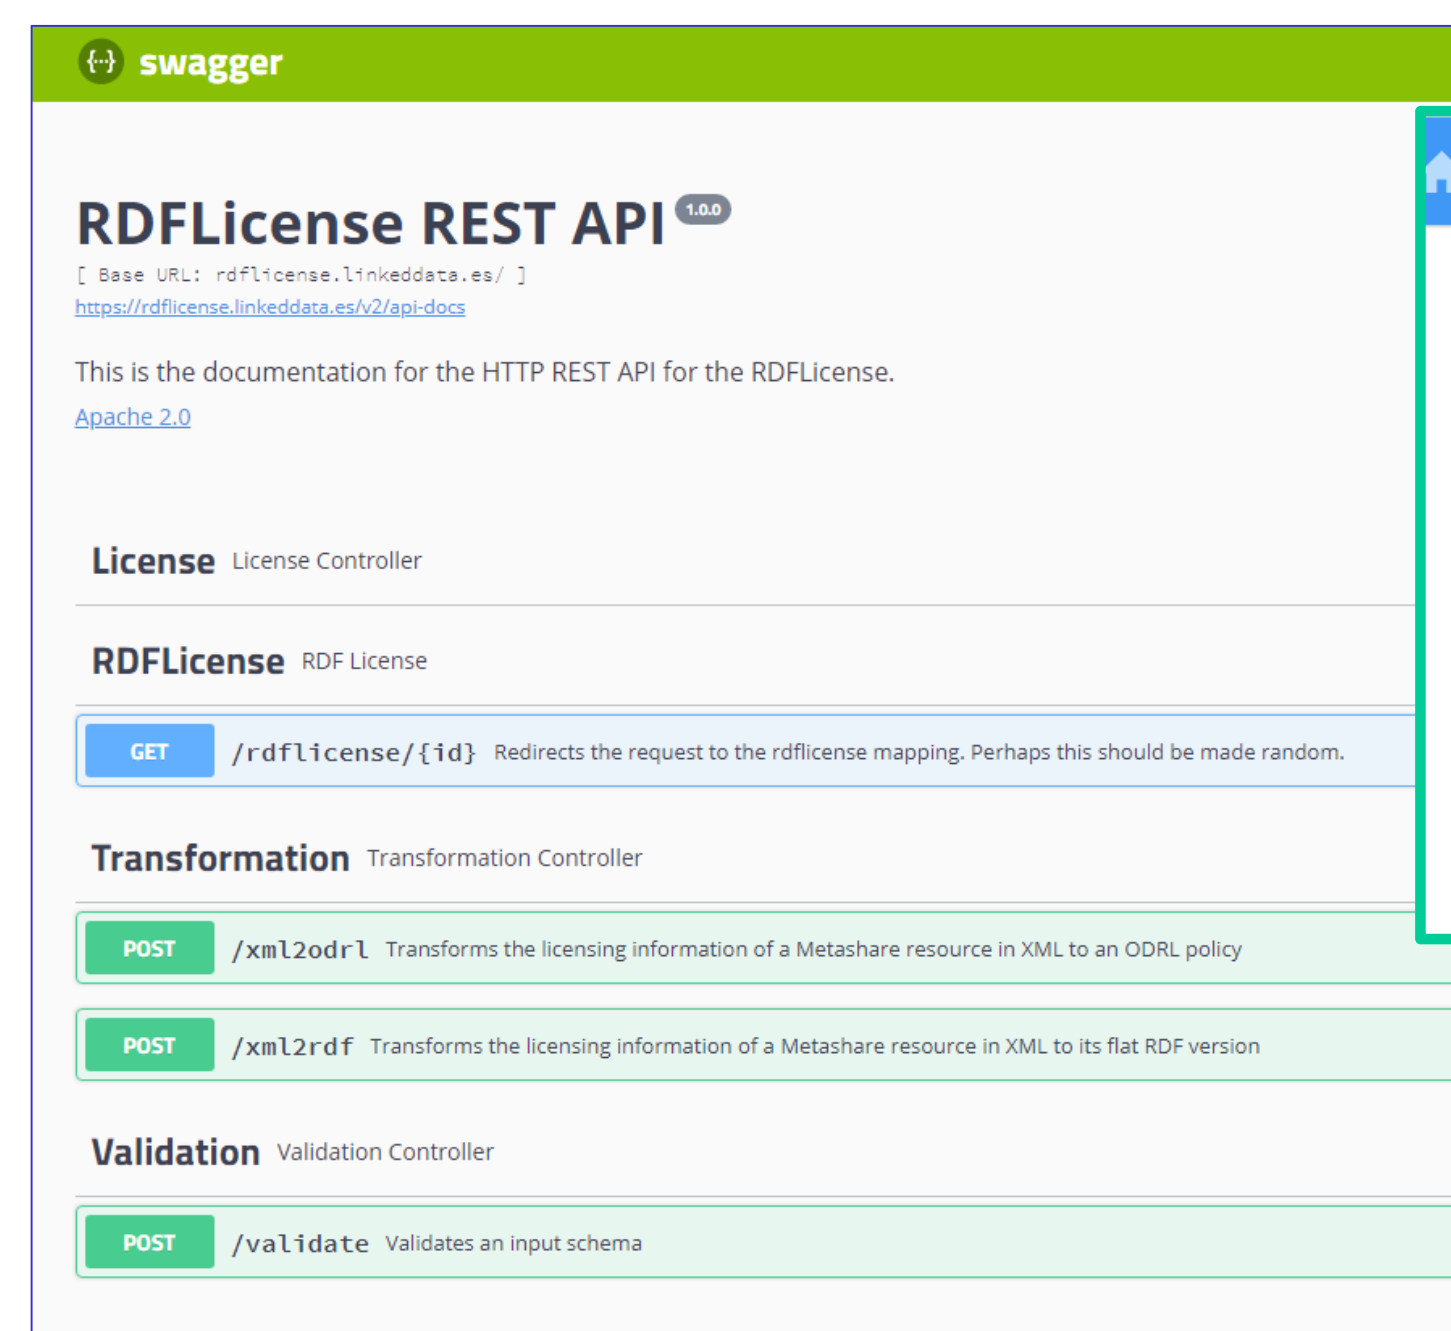 {···} swagger
RDFLicense REST API 1.0.0
[ Base URL: rdflicense.linkeddata.es/ ]
https://rdflicense.linkeddata.es/v2/api-docs
This is the documentation for the HTTP REST API for the RDFLicense.
Apache 2.0
License License Controller
RDFLicense RDF License
GET /rdflicense/{id} Redirects the request to the rdflicense mapping. Perhaps this should be made random.
Transformation Transformation Controller
POST /xml2odrl Transforms the licensing information of a Metashare resource in XML to an ODRL policy
POST /xml2rdf Transforms the licensing information of a Metashare resource in XML to its flat RDF version
Validation Validation Controller
POST /validate Validates an input schema